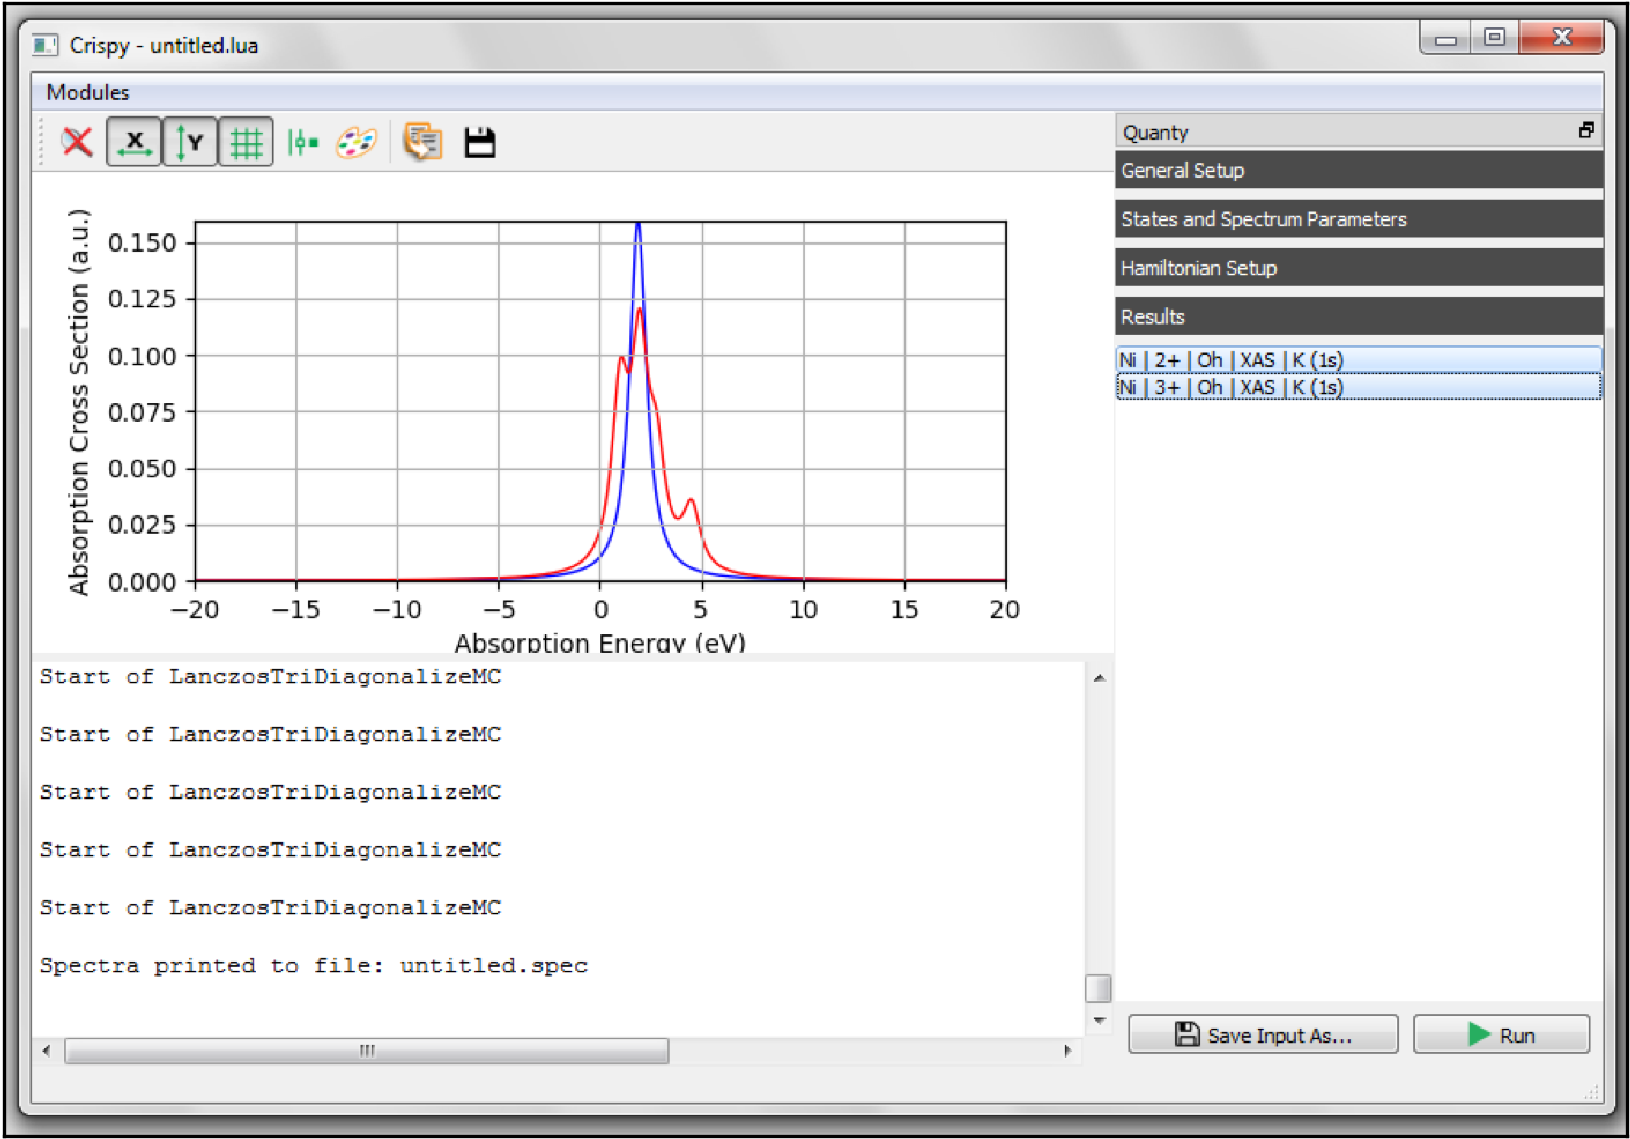 Crispy - untitled.lua
Modules
X
Y
Quanty
General Setup
States and Spectrum Parameters
Hamiltonian Setup
Results
Ni | 2+ | Oh | XAS | K (1s)
Ni | 3+ | Oh | XAS | K (1s)
Absorption Cross Section (a.u.)
0.150
0.125
0.100
0.075
0.050
0.025
0.000
−20 −15 −10 −5 0 5 10 15 20
Absorption Energy (eV)
Start of LanczosTriDiagonalizeMC
Start of LanczosTriDiagonalizeMC
Start of LanczosTriDiagonalizeMC
Start of LanczosTriDiagonalizeMC
Start of LanczosTriDiagonalizeMC
Spectra printed to file: untitled.spec
Save Input As...
Run